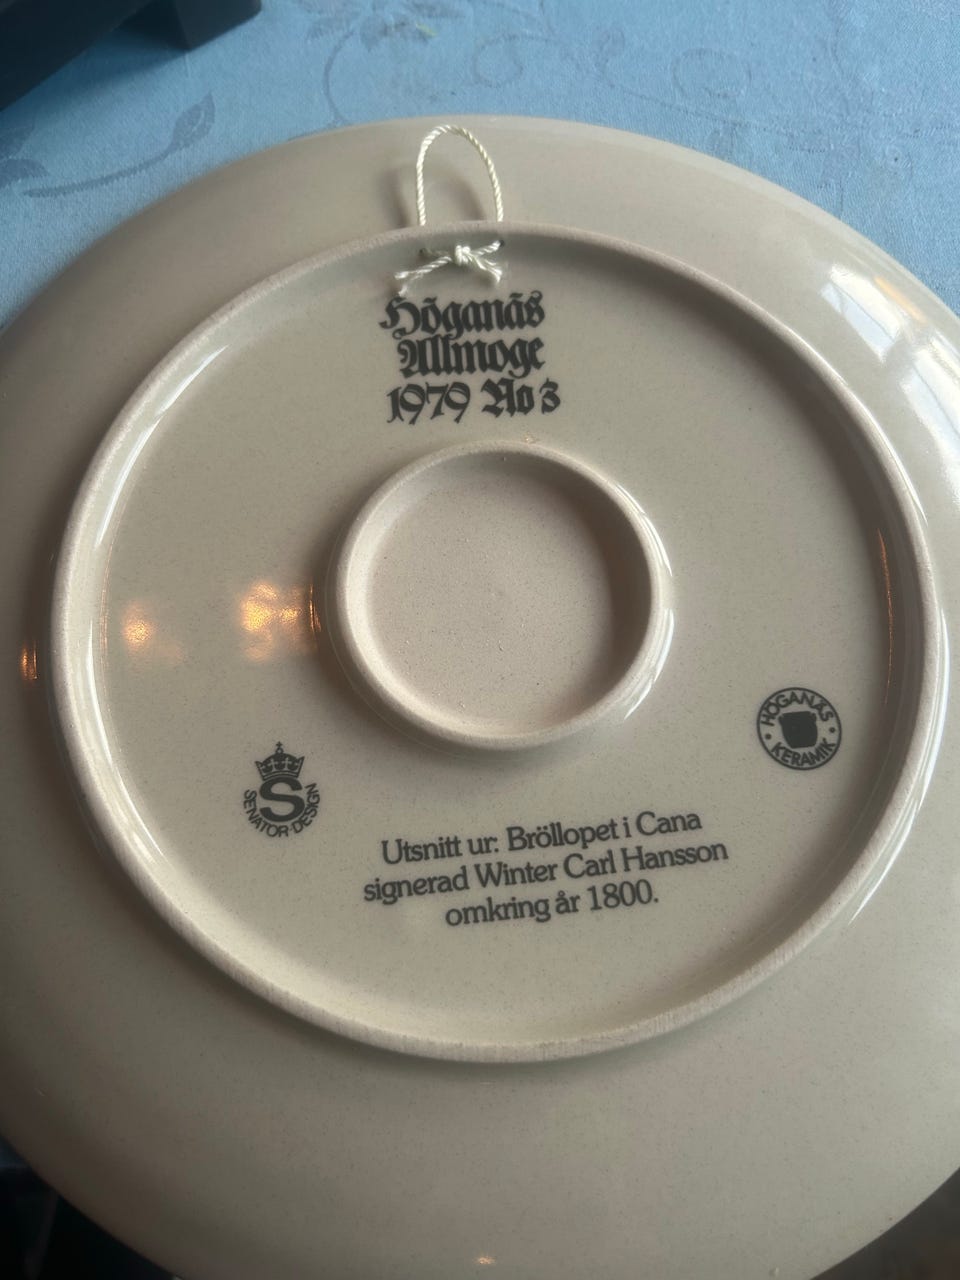 Höganäs
Allmoge
1979 No 3
HÖGANÄS
KERAMIK
S
SENATOR-DESIGN
Utsnitt ur: Bröllopet i Cana
signerad Winter Carl Hansson
omkring år 1800.